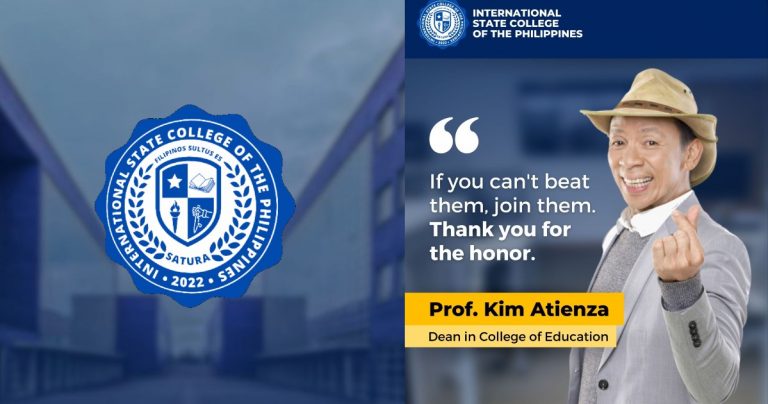 INTERNATIONAL STATE COLLEGE OF THE PHILIPPINES
FILIPINOS SULTUS ES
SATURA
• 2022 •
INTERNATIONAL
STATE COLLEGE
OF THE PHILIPPINES
If you can't beat
them, join them.
Thank you for
the honor.
Prof. Kim Atienza
Dean in College of Education